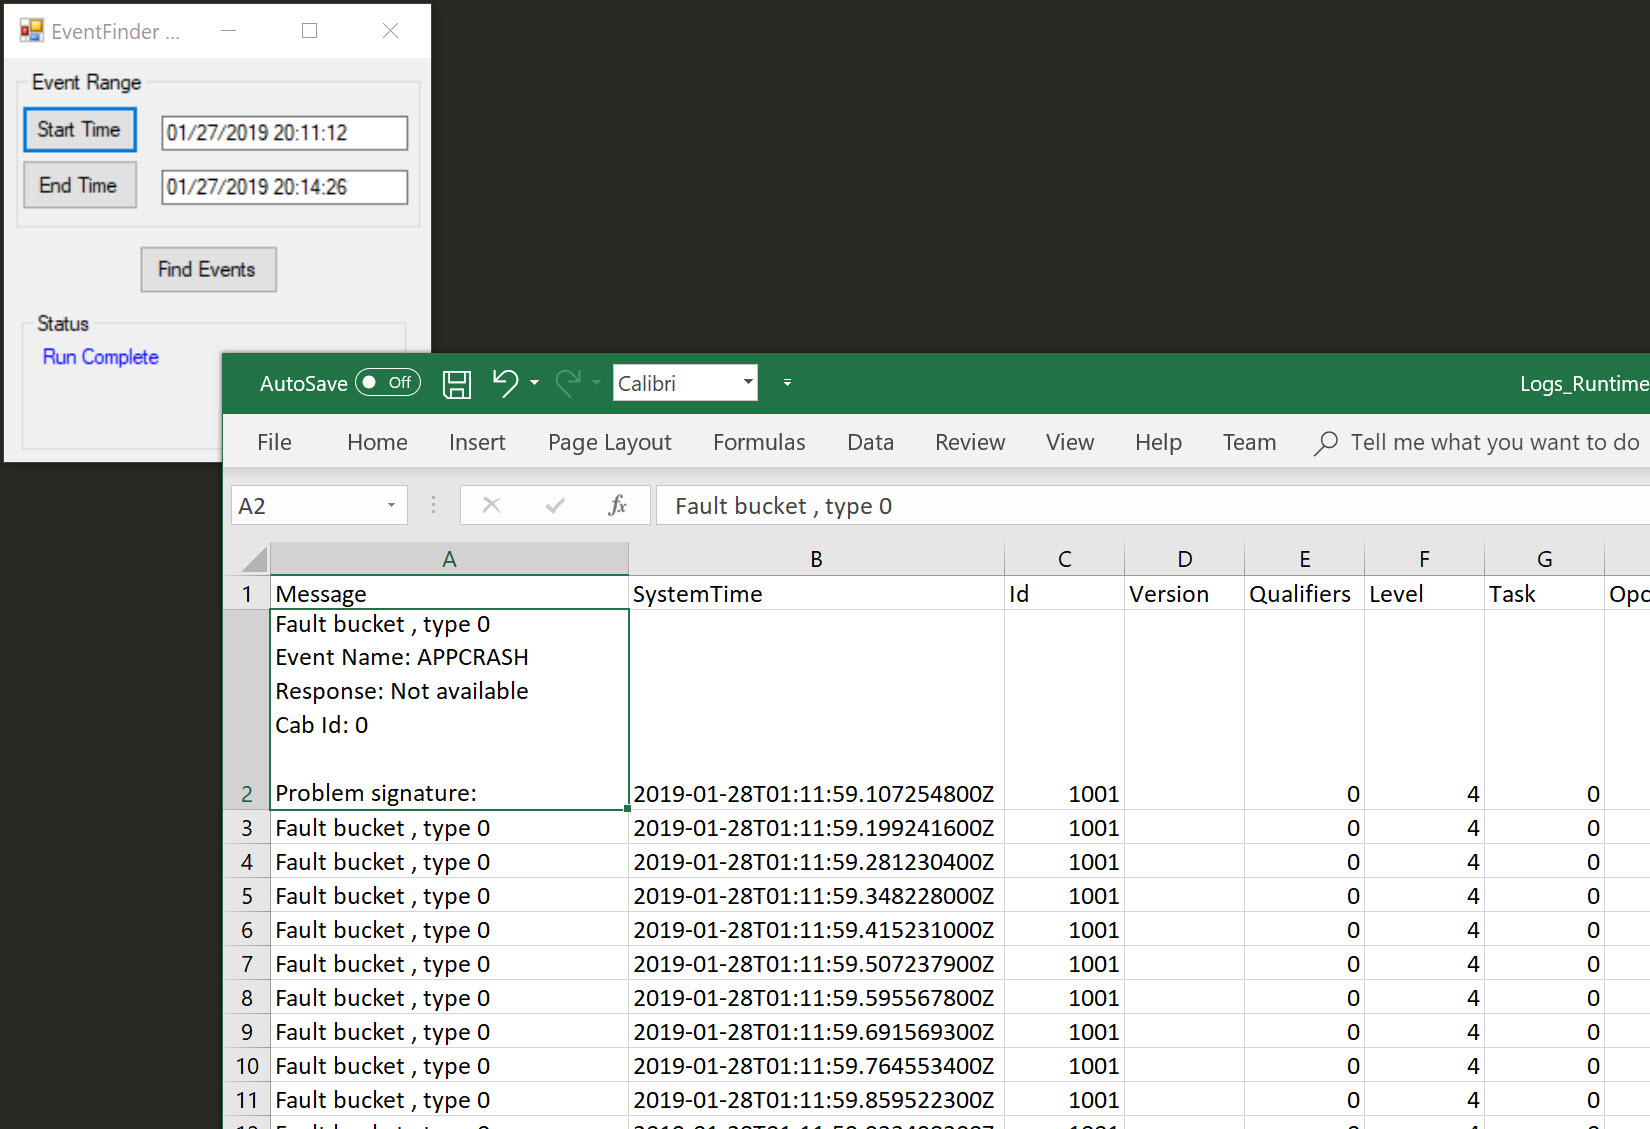 EventFinder ...
Event Range
Start Time 01/27/2019 20:11:12
End Time 01/27/2019 20:14:26
Find Events
Status
Run Complete
AutoSave Off Calibri Logs_Runtime
File Home Insert Page Layout Formulas Data Review View Help Team Tell me what you want to do
A2 fx Fault bucket , type 0
A B C D E F G
1 Message SystemTime Id Version Qualifiers Level Task Opc
Fault bucket , type 0
Event Name: APPCRASH
Response: Not available
Cab Id: 0
2 Problem signature: 2019-01-28T01:11:59.107254800Z 1001 0 4 0
3 Fault bucket , type 0 2019-01-28T01:11:59.199241600Z 1001 0 4 0
4 Fault bucket , type 0 2019-01-28T01:11:59.281230400Z 1001 0 4 0
5 Fault bucket , type 0 2019-01-28T01:11:59.348228000Z 1001 0 4 0
6 Fault bucket , type 0 2019-01-28T01:11:59.415231000Z 1001 0 4 0
7 Fault bucket , type 0 2019-01-28T01:11:59.507237900Z 1001 0 4 0
8 Fault bucket , type 0 2019-01-28T01:11:59.595567800Z 1001 0 4 0
9 Fault bucket , type 0 2019-01-28T01:11:59.691569300Z 1001 0 4 0
10 Fault bucket , type 0 2019-01-28T01:11:59.764553400Z 1001 0 4 0
11 Fault bucket , type 0 2019-01-28T01:11:59.859522300Z 1001 0 4 0